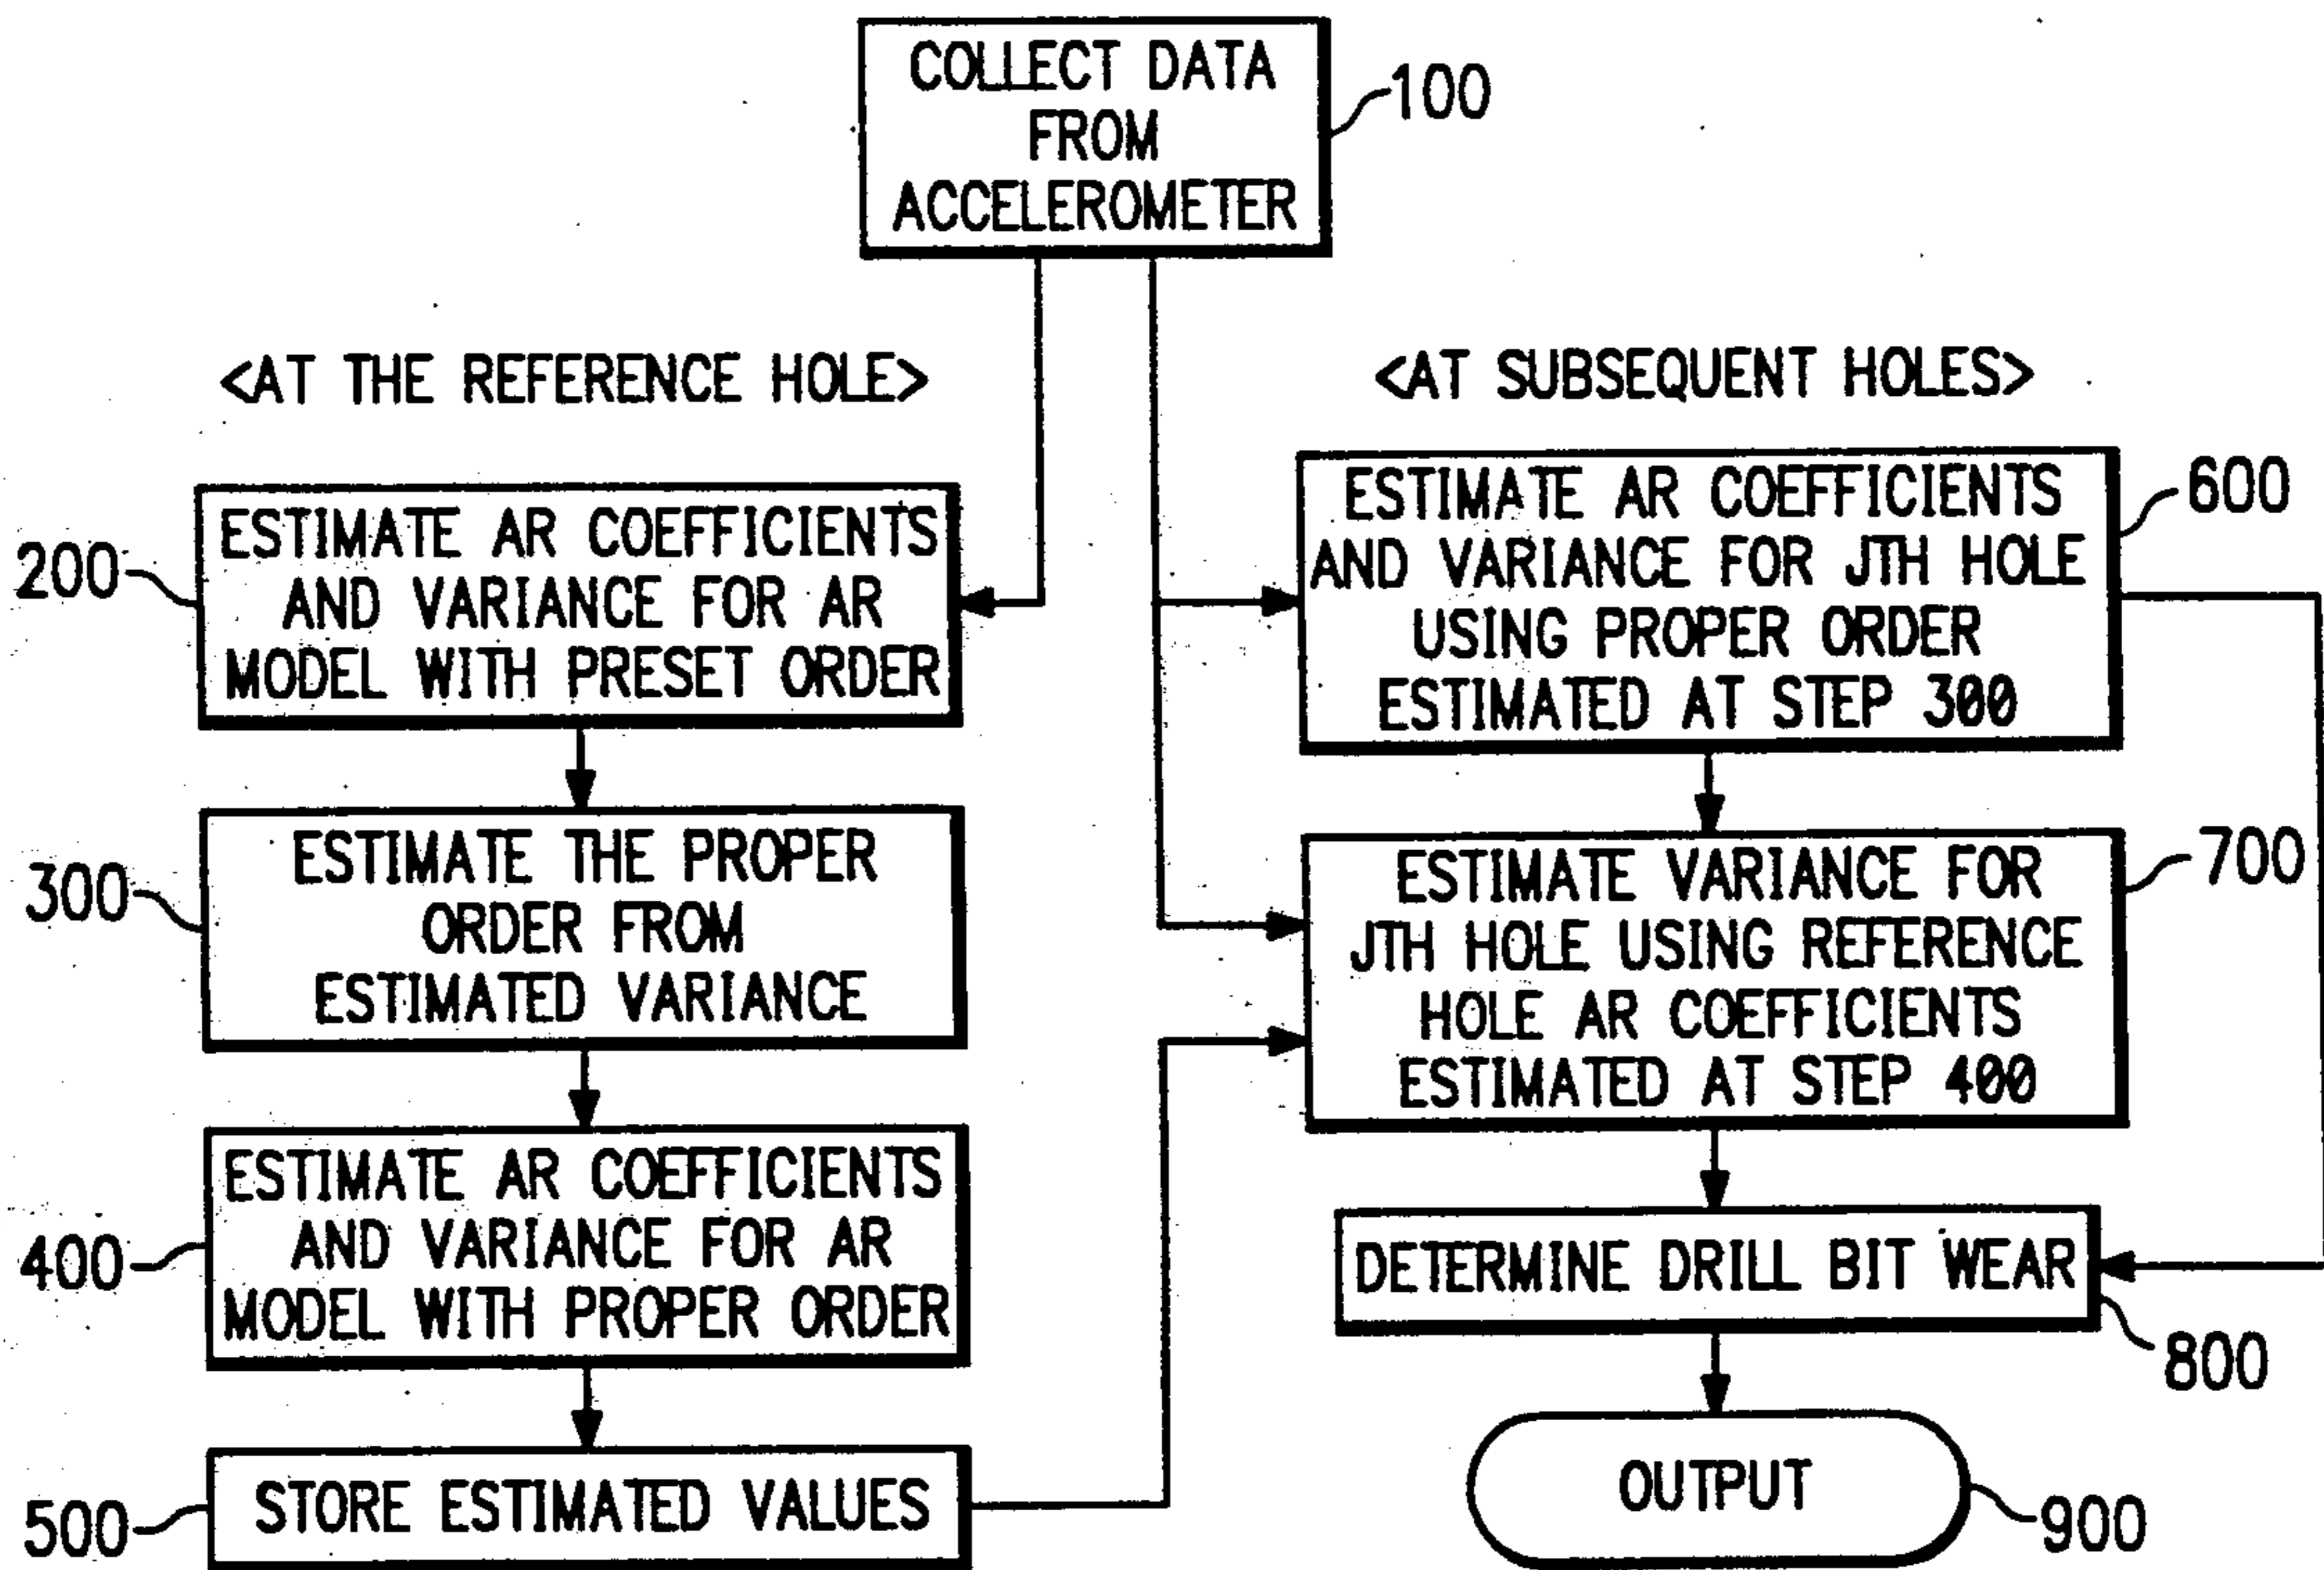 COLLECT DATA
FROM
ACCELEROMETER
100
<AT THE REFERENCE HOLE>
200
ESTIMATE AR COEFFICIENTS
AND VARIANCE FOR AR
MODEL WITH PRESET ORDER
300
ESTIMATE THE PROPER
ORDER FROM
ESTIMATED VARIANCE
400
ESTIMATE AR COEFFICIENTS
AND VARIANCE FOR AR
MODEL WITH PROPER ORDER
500
STORE ESTIMATED VALUES
<AT SUBSEQUENT HOLES>
ESTIMATE AR COEFFICIENTS
AND VARIANCE FOR JTH HOLE
USING PROPER ORDER
ESTIMATED AT STEP 300
600
ESTIMATE VARIANCE FOR
JTH HOLE USING REFERENCE
HOLE AR COEFFICIENTS
ESTIMATED AT STEP 400
700
DETERMINE DRILL BIT WEAR
800
OUTPUT
900